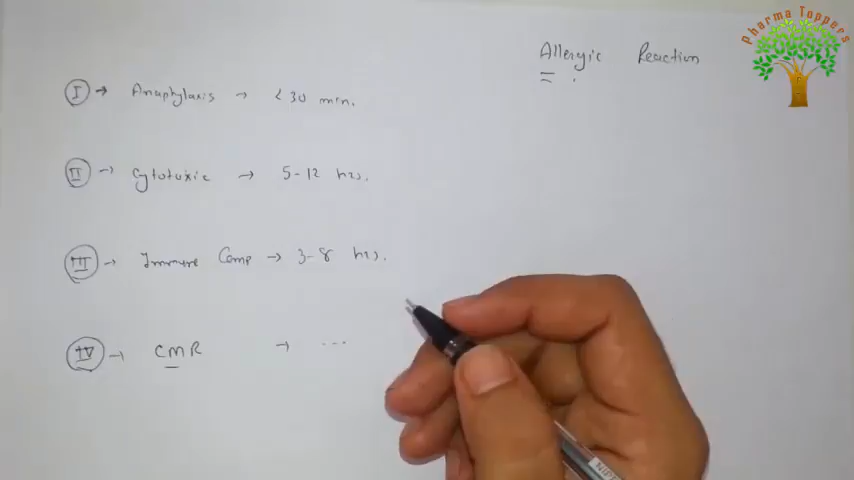 Pharma Toppers
Allergic Reaction
I → Anaphylaxis → <30 min.
II → Cytotoxic → 5-12 hrs.
III → Immune Comp → 3-8 hrs.
IV → CMR → ...